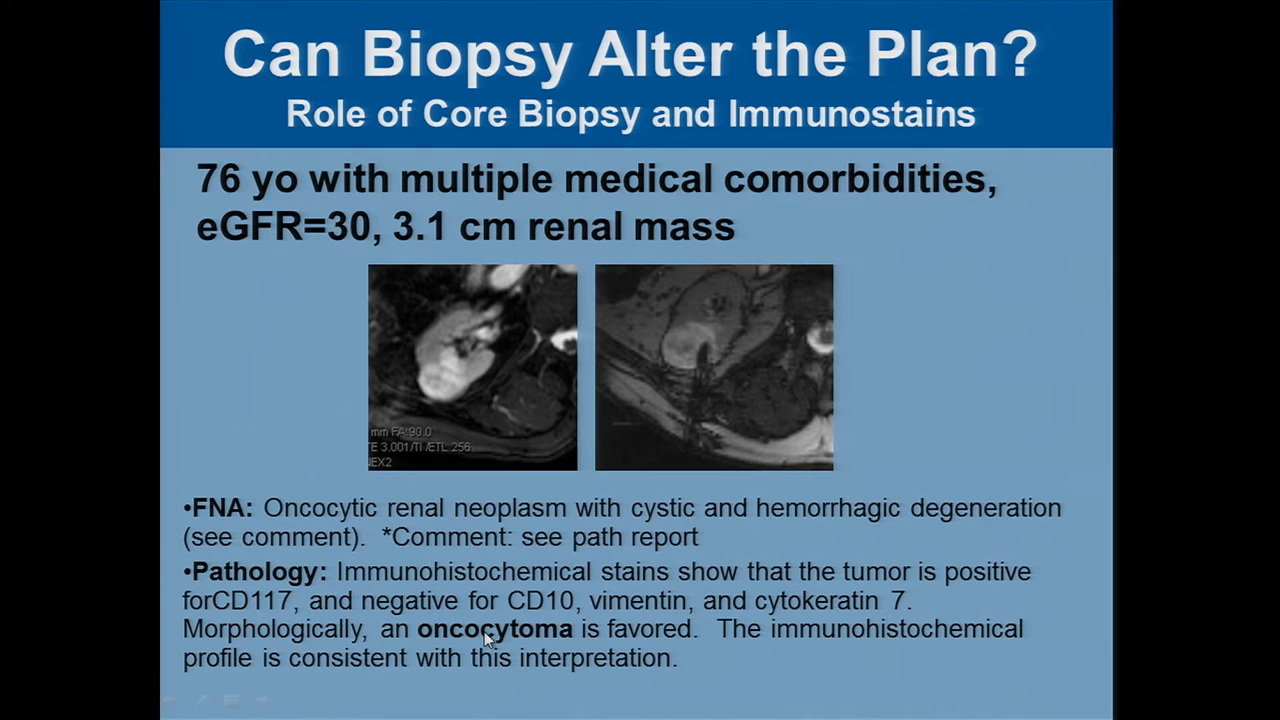 Can Biopsy Alter the Plan?
Role of Core Biopsy and Immunostains
76 yo with multiple medical comorbidities,
eGFR=30, 3.1 cm renal mass
mm FA:90.0
TE 3.001/TI /ETL:256
NEX2
•FNA: Oncocytic renal neoplasm with cystic and hemorrhagic degeneration
(see comment). *Comment: see path report
•Pathology: Immunohistochemical stains show that the tumor is positive
forCD117, and negative for CD10, vimentin, and cytokeratin 7.
Morphologically, an oncocytoma is favored. The immunohistochemical
profile is consistent with this interpretation.